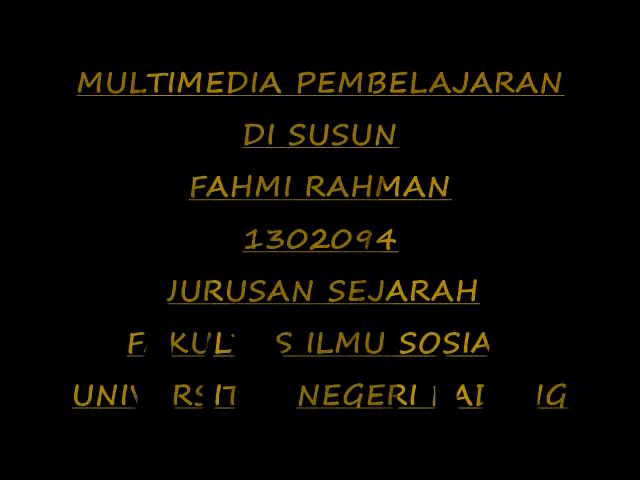 MULTIMEDIA PEMBELAJARAN
DI SUSUN
FAHMI RAHMAN
1302094
JURUSAN SEJARAH
ILMU
NEGERI